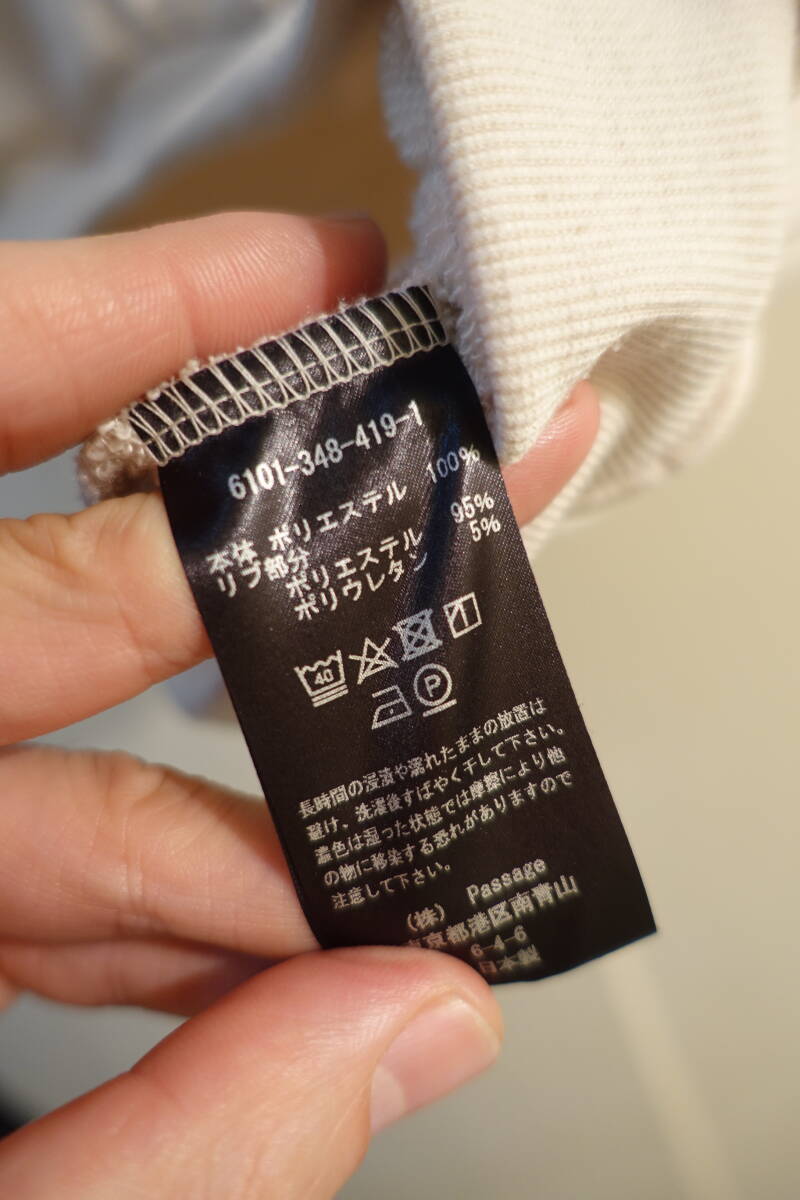 6101-348-419-1
本体 ポリエステル 100%
リブ部分
ポリエステル 95%
ポリウレタン 5%
40
P
長時間の浸漬や濡れたままの放置は
避け、洗濯後すばやく干して下さい。
濃色は湿った状態では摩擦により他
の物に移染する恐れがありますので
注意して下さい。
(株) Passage
東京都港区南青山
6-4-6
日本製